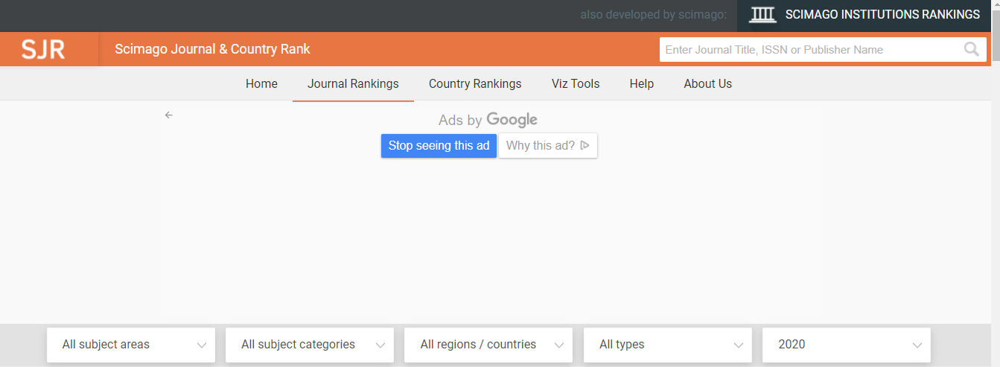 also developed by scimago:
SCIMAGO INSTITUTIONS RANKINGS
SJR
Scimago Journal & Country Rank
Enter Journal Title, ISSN or Publisher Name
Home
Journal Rankings
Country Rankings
Viz Tools
Help
About Us
Ads by Google
Stop seeing this ad
Why this ad?
All subject areas
All subject categories
All regions / countries
All types
2020